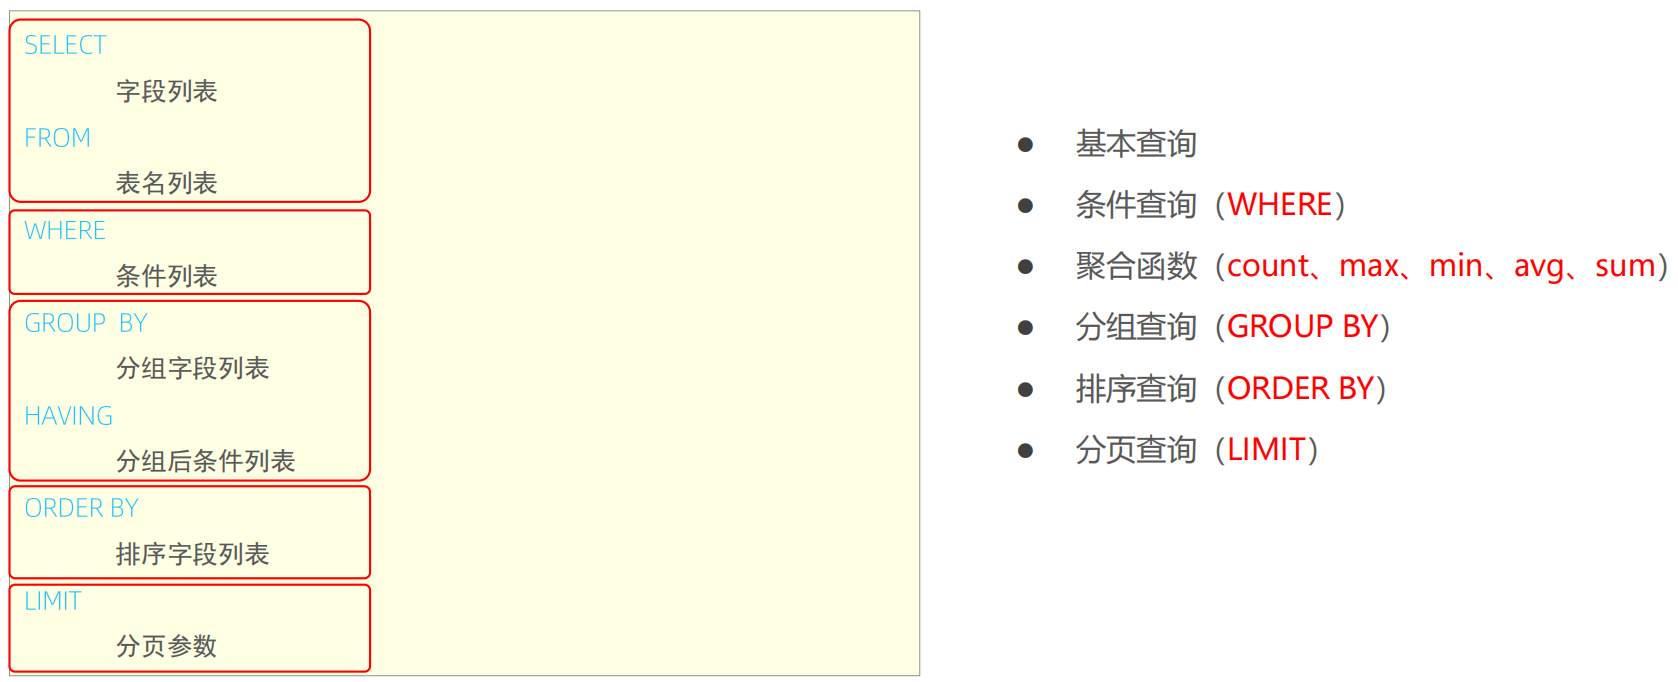 SELECT
字段列表
FROM
表名列表
WHERE
条件列表
GROUP BY
分组字段列表
HAVING
分组后条件列表
ORDER BY
排序字段列表
LIMIT
分页参数
● 基本查询
● 条件查询（WHERE）
● 聚合函数（count、max、min、avg、sum）
● 分组查询（GROUP BY）
● 排序查询（ORDER BY）
● 分页查询（LIMIT）